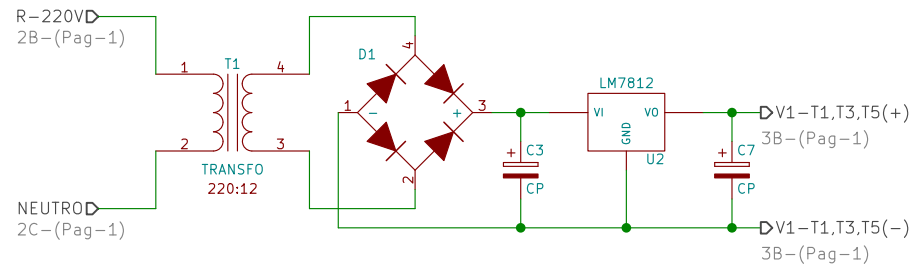 R-220V
2B-(Pag-1)
1
T1
4
2
3
TRANSFO
220:12
NEUTRO
2C-(Pag-1)
D1
4
1
-
+
3
2
+
C3
CP
LM7812
VI
VO
GND
U2
+
C7
CP
V1-T1,T3,T5(+)
3B-(Pag-1)
V1-T1,T3,T5(-)
3B-(Pag-1)